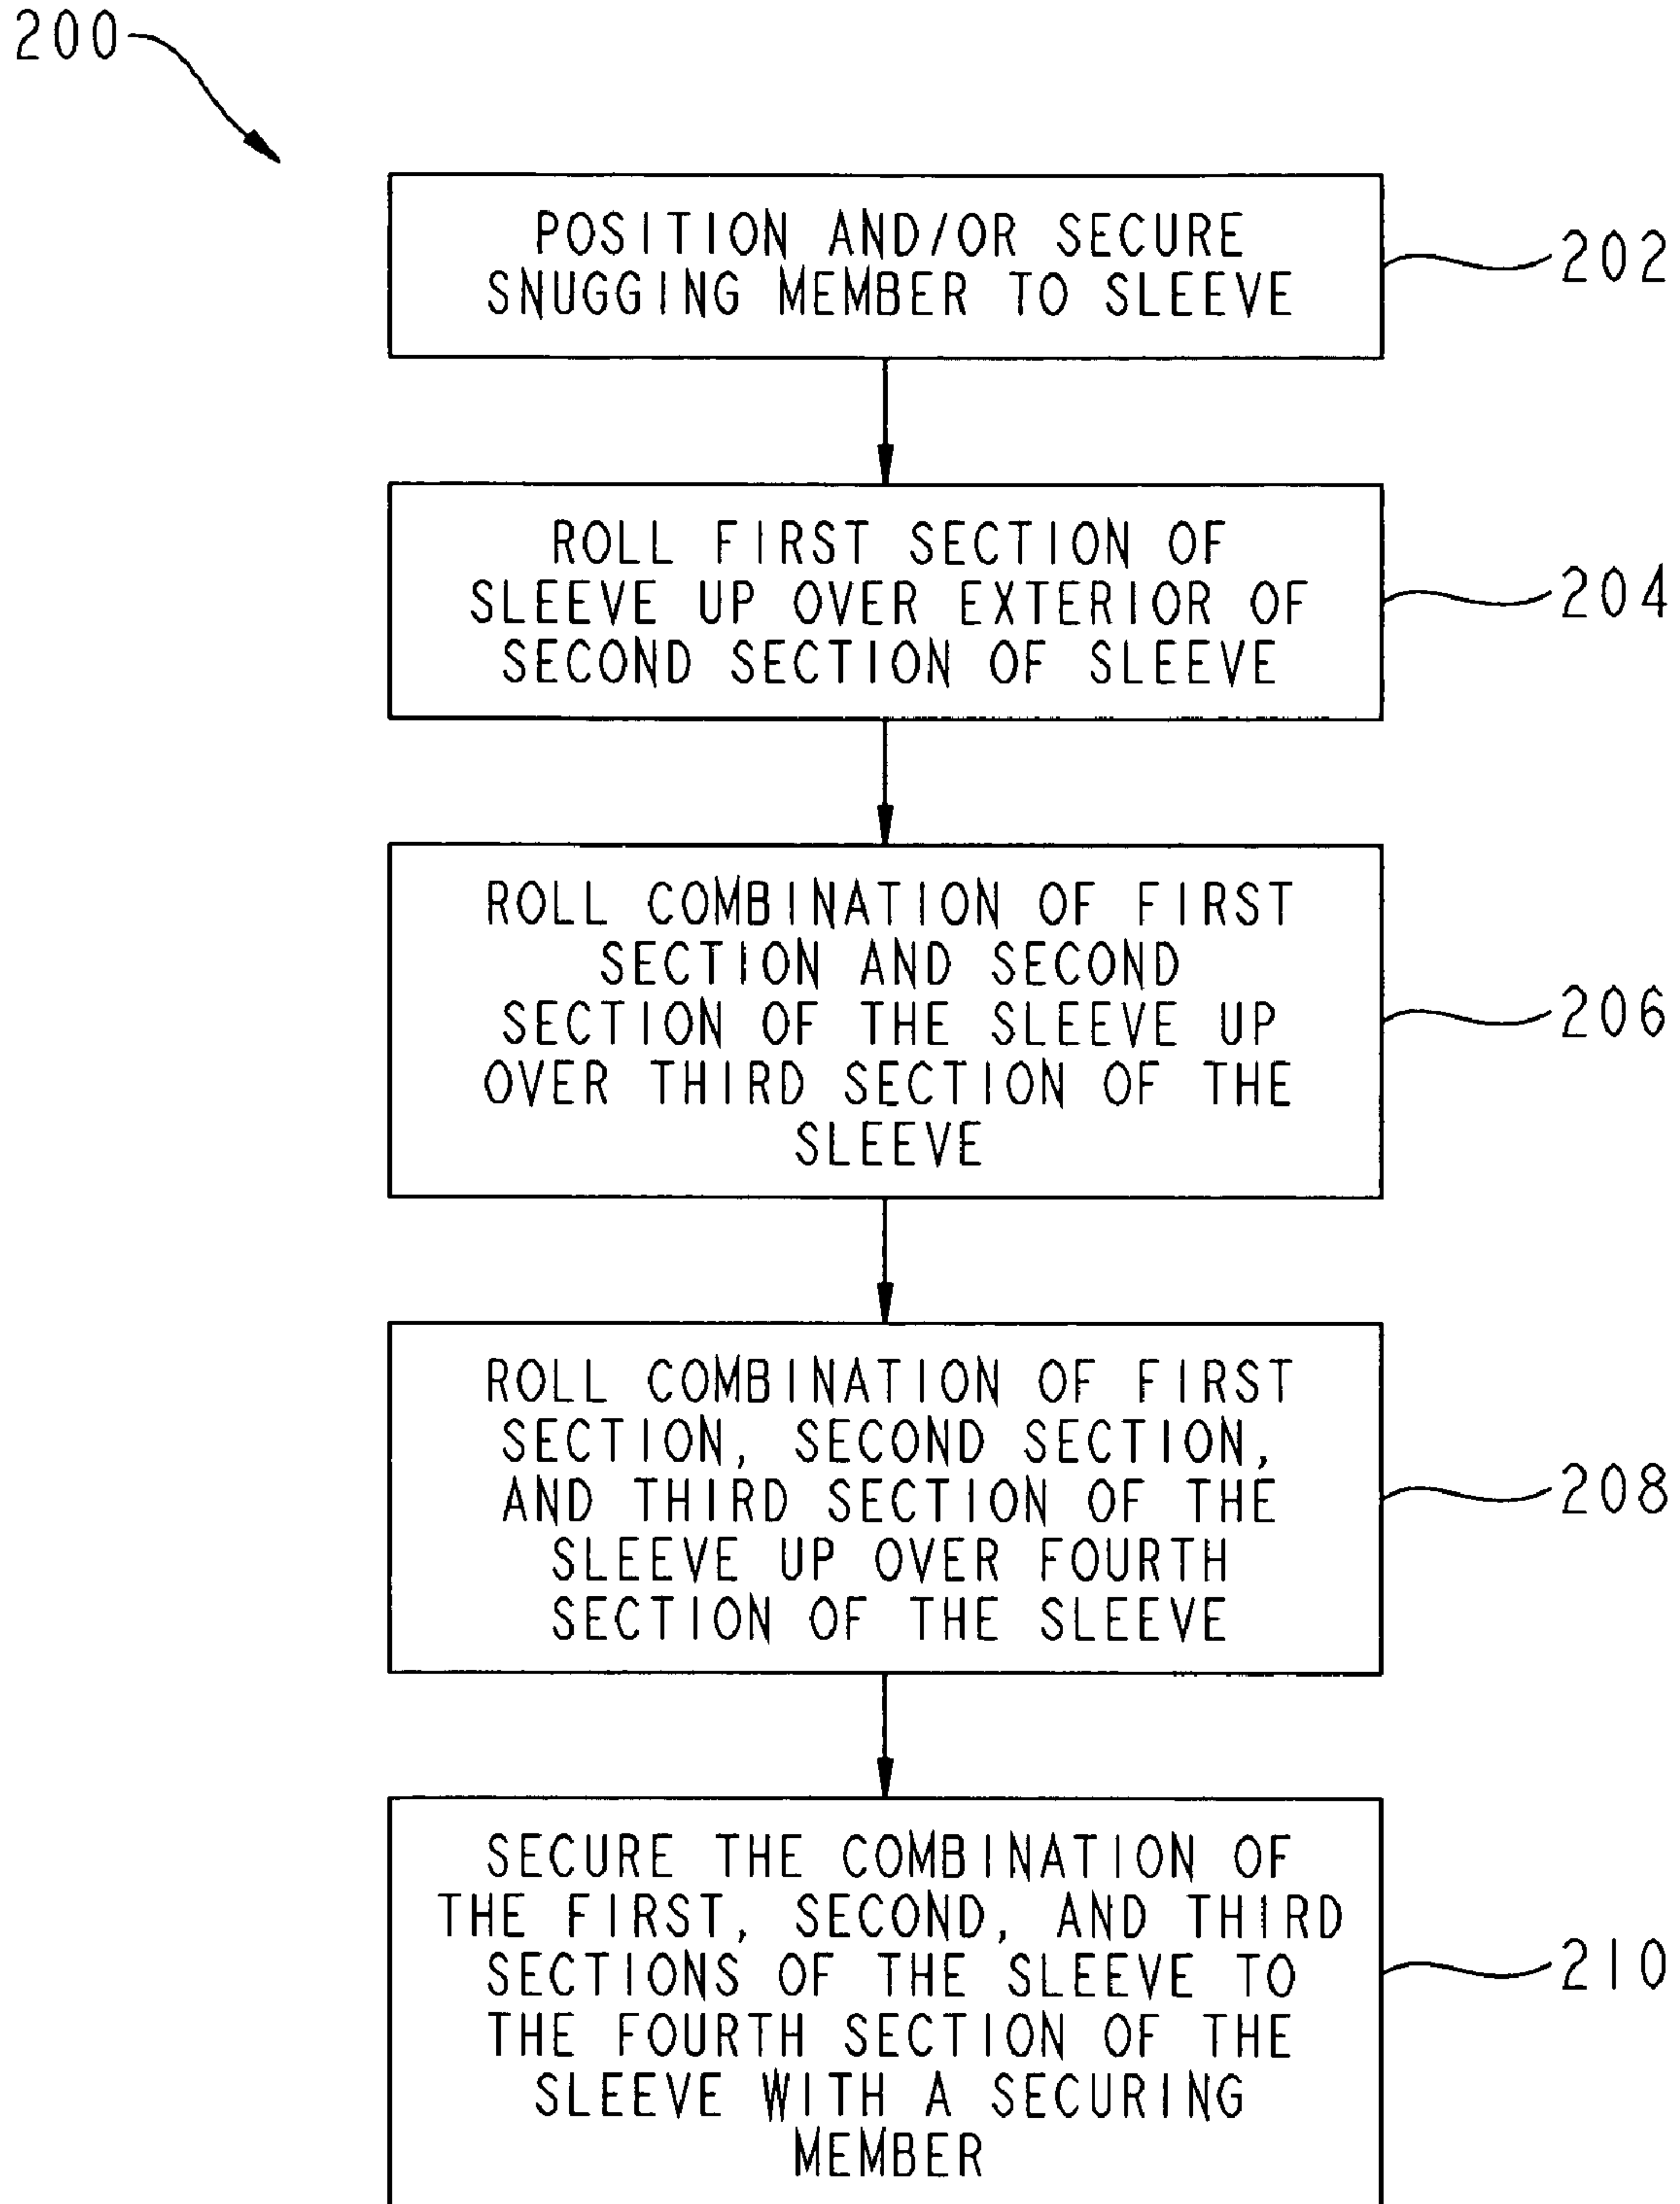 200
POSITION AND/OR SECURE
SNUGGING MEMBER TO SLEEVE
202
ROLL FIRST SECTION OF
SLEEVE UP OVER EXTERIOR OF
SECOND SECTION OF SLEEVE
204
ROLL COMBINATION OF FIRST
SECTION AND SECOND
SECTION OF THE SLEEVE UP
OVER THIRD SECTION OF THE
SLEEVE
206
ROLL COMBINATION OF FIRST
SECTION, SECOND SECTION,
AND THIRD SECTION OF THE
SLEEVE UP OVER FOURTH
SECTION OF THE SLEEVE
208
SECURE THE COMBINATION OF
THE FIRST, SECOND, AND THIRD
SECTIONS OF THE SLEEVE TO
THE FOURTH SECTION OF THE
SLEEVE WITH A SECURING
MEMBER
210